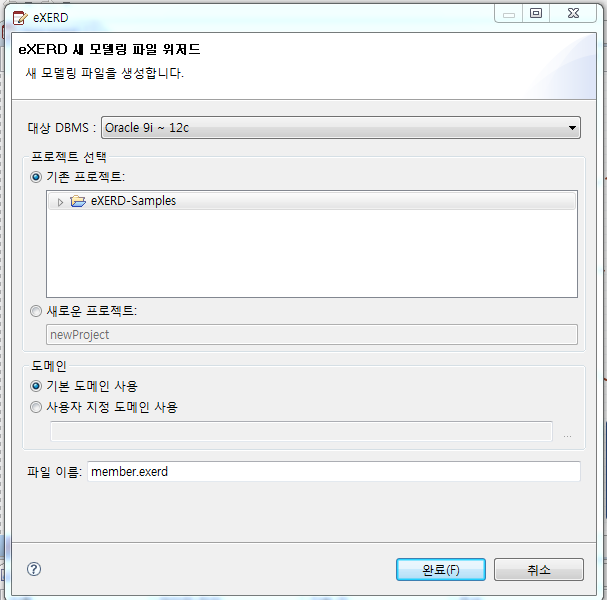 eXERD
eXERD 새 모델링 파일 위저드
새 모델링 파일을 생성합니다.
대상 DBMS : Oracle 9i ~ 12c
프로젝트 선택
기존 프로젝트:
eXERD-Samples
새로운 프로젝트:
newProject
도메인
기본 도메인 사용
사용자 지정 도메인 사용
...
파일 이름: member.exerd
?
완료(F) 취소